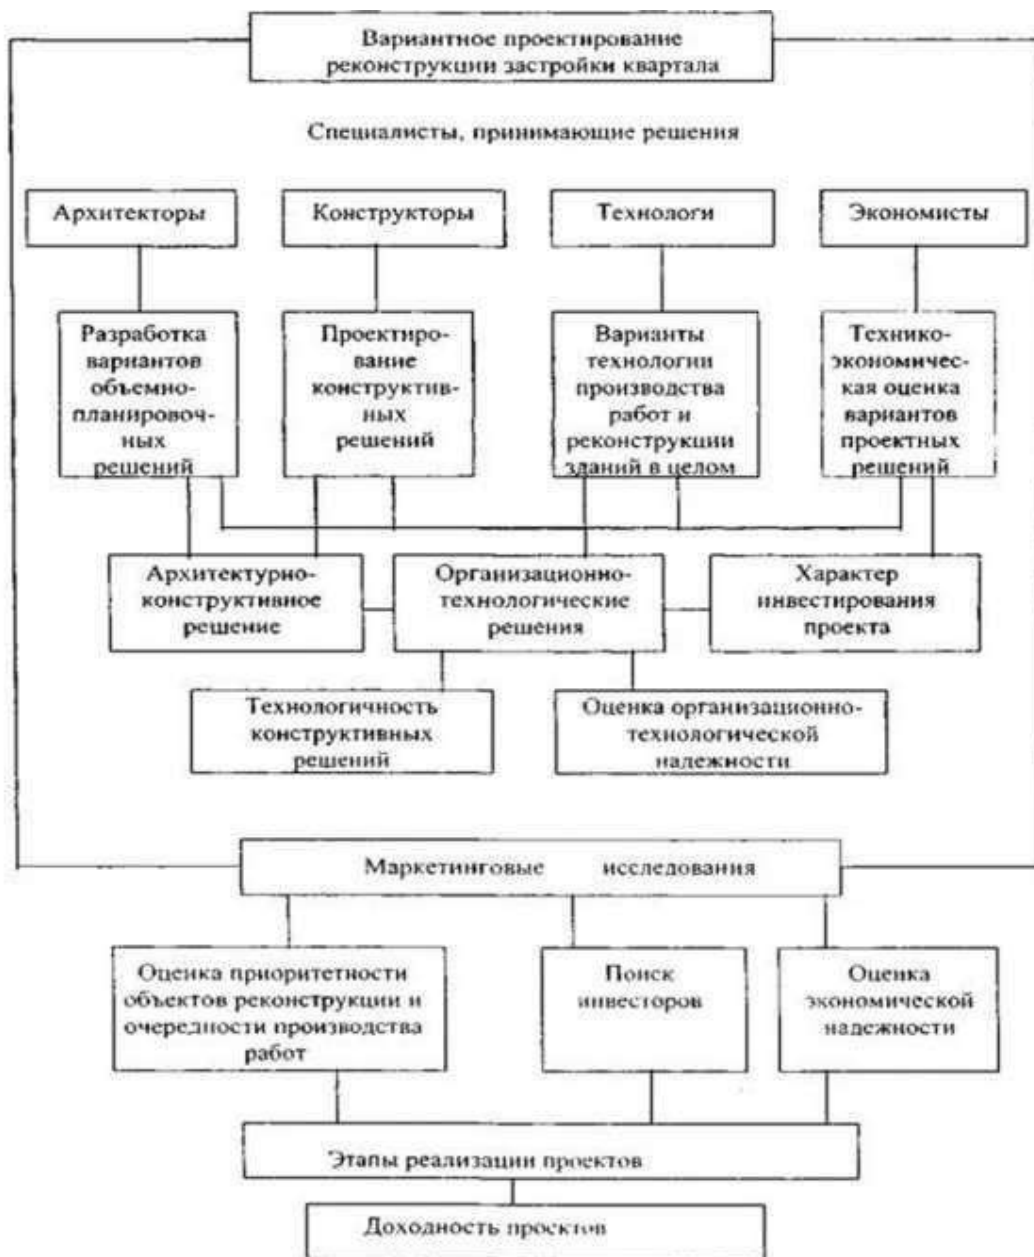 Вариантное проектирование
реконструкции застройки квартала
Специалисты, принимающие решения
Архитекторы
Конструкторы
Технологи
Экономисты
Разработка
вариантов
объемно-
планировоч-
ных
решений
Проектиро-
вание
конструктив-
ных
решений
Варианты
технологии
производства
работ и
реконструкции
зданий в целом
Технико-
экономичес-
кая оценка
вариантов
проектных
решений
Архитектурно-
конструктивное
решение
Организационно-
технологические
решения
Характер
инвестирования
проекта
Технологичность
конструктивных
решений
Оценка организационно-
технологической
надежности
Маркетинговые исследования
Оценка приоритетности
объектов реконструкции и
очередности производства
работ
Поиск
инвесторов
Оценка
экономической
надежности
Этапы реализации проектов
Доходность проектов